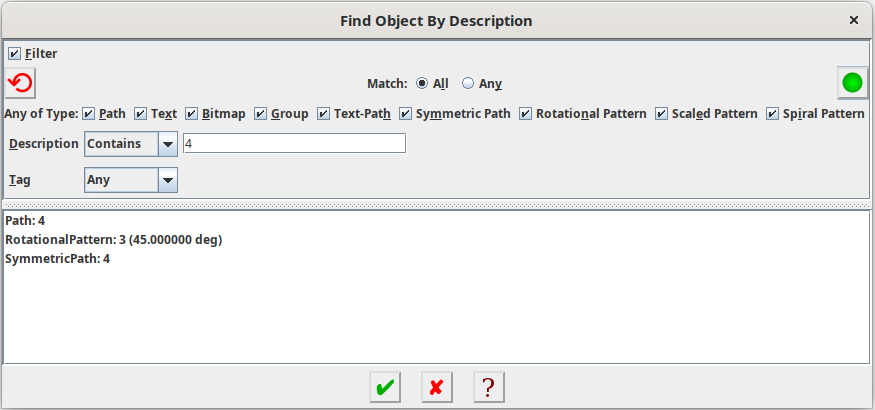 Find Object By Description
Filter
Match: All Any
Any of Type: Path Text Bitmap Group Text-Path Symmetric Path Rotational Pattern Scaled Pattern Spiral Pattern
Description Contains 4
Tag Any
Path: 4
RotationalPattern: 3 (45.000000 deg)
SymmetricPath: 4
?